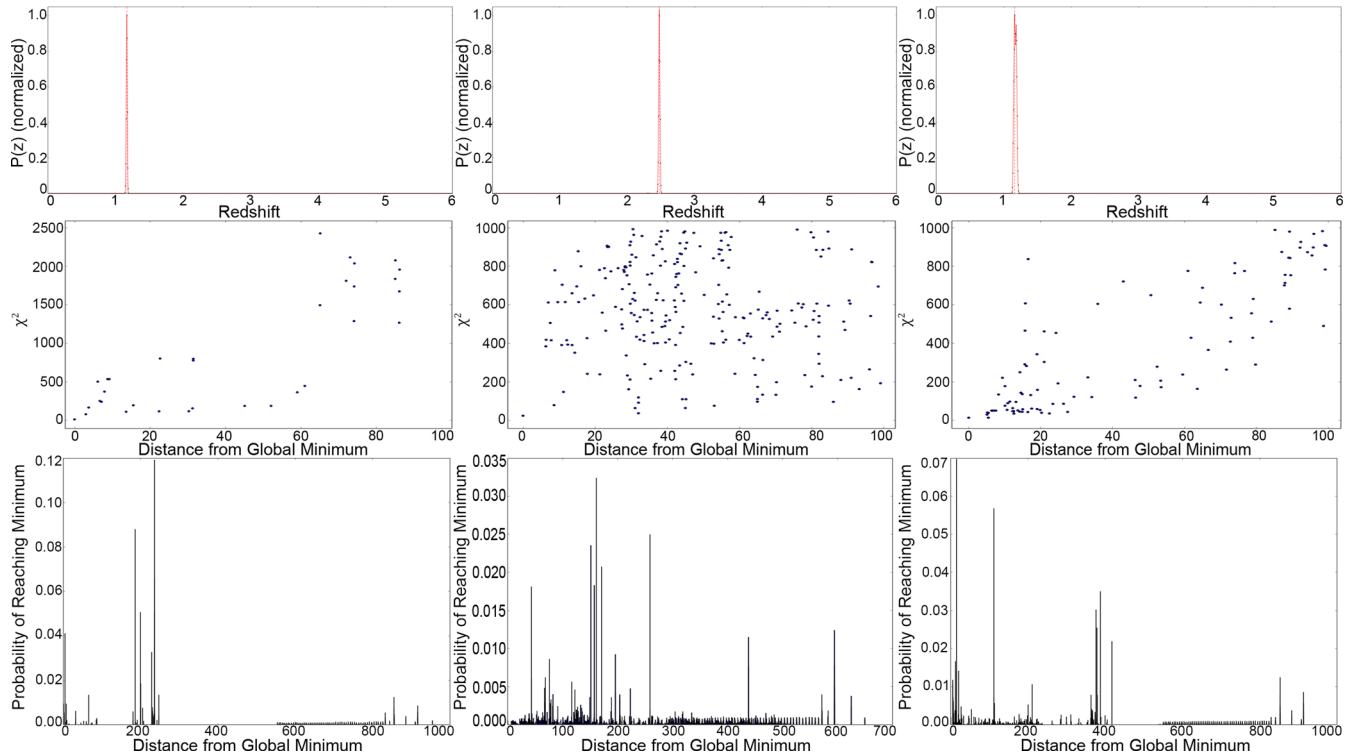 P(z) (normalized)
1.0
0.8
0.6
0.4
0.2
0
0 1 2 3 4 5 6
Redshift
P(z) (normalized)
1.0
0.8
0.6
0.4
0.2
0
0 1 2 3 4 5 6
Redshift
P(z) (normalized)
1.0
0.8
0.6
0.4
0.2
0
0 1 2 3 4 5 6
Redshift
χ²
2500
2000
1500
1000
500
0
0 20 40 60 80 100
Distance from Global Minimum
χ²
1000
800
600
400
200
0
0 20 40 60 80 100
Distance from Global Minimum
χ²
1000
800
600
400
200
0
0 20 40 60 80 100
Distance from Global Minimum
Probability of Reaching Minimum
0.12
0.10
0.08
0.06
0.04
0.02
0.00
0 200 400 600 800 1000
Distance from Global Minimum
Probability of Reaching Minimum
0.035
0.030
0.025
0.020
0.015
0.010
0.005
0.000
0 100 200 300 400 500 600 700
Distance from Global Minimum
Probability of Reaching Minimum
0.07
0.06
0.05
0.04
0.03
0.02
0.01
0.00
0 200 400 600 800 1000
Distance from Global Minimum